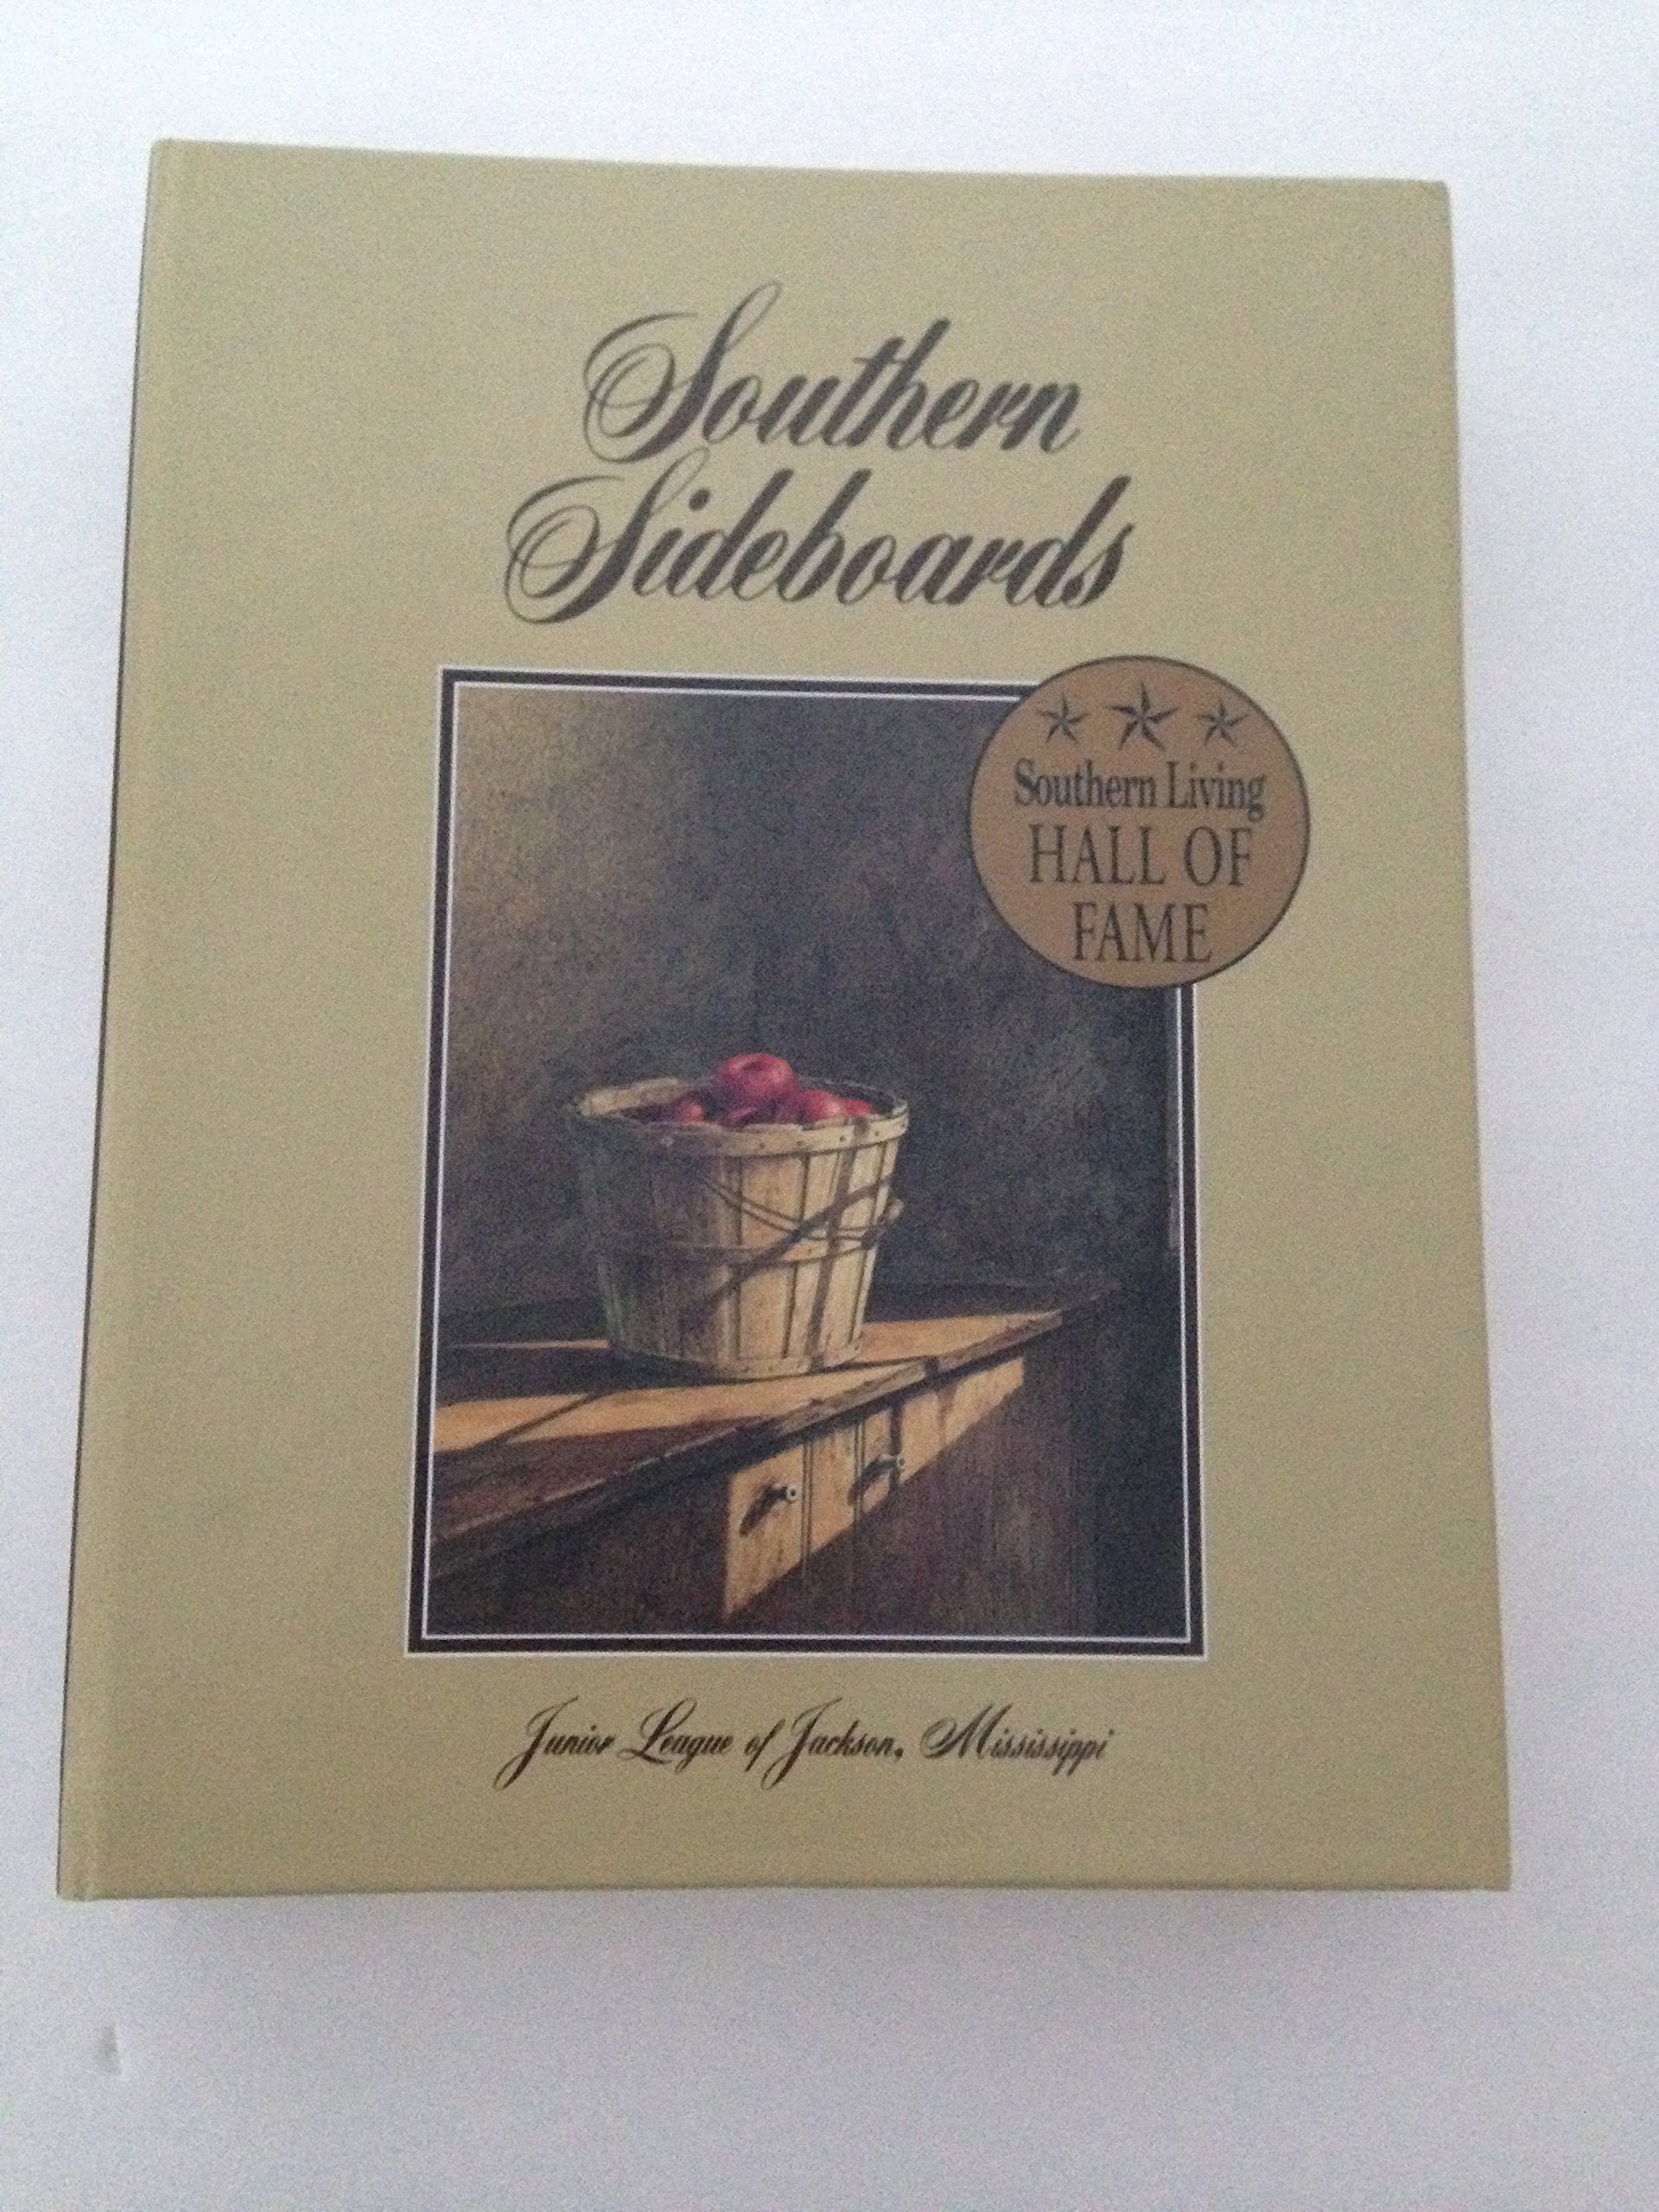 Southern
Sideboards
Southern Living
HALL OF
FAME
Junior League of Jackson, Mississippi